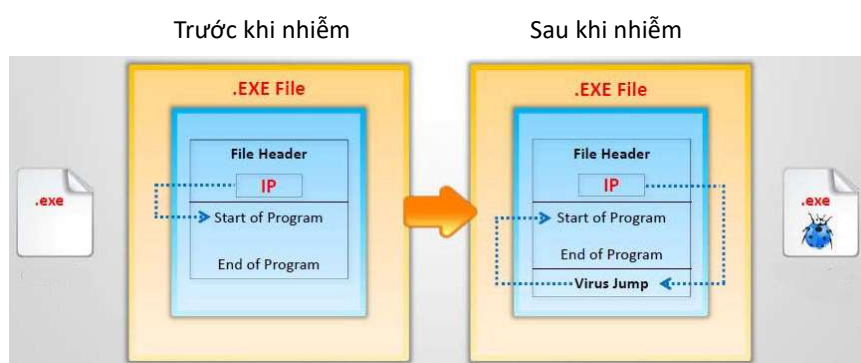 Trước khi nhiễm
Sau khi nhiễm
.exe
.EXE File
File Header
IP
Start of Program
End of Program
.EXE File
File Header
IP
Start of Program
End of Program
Virus Jump
.exe